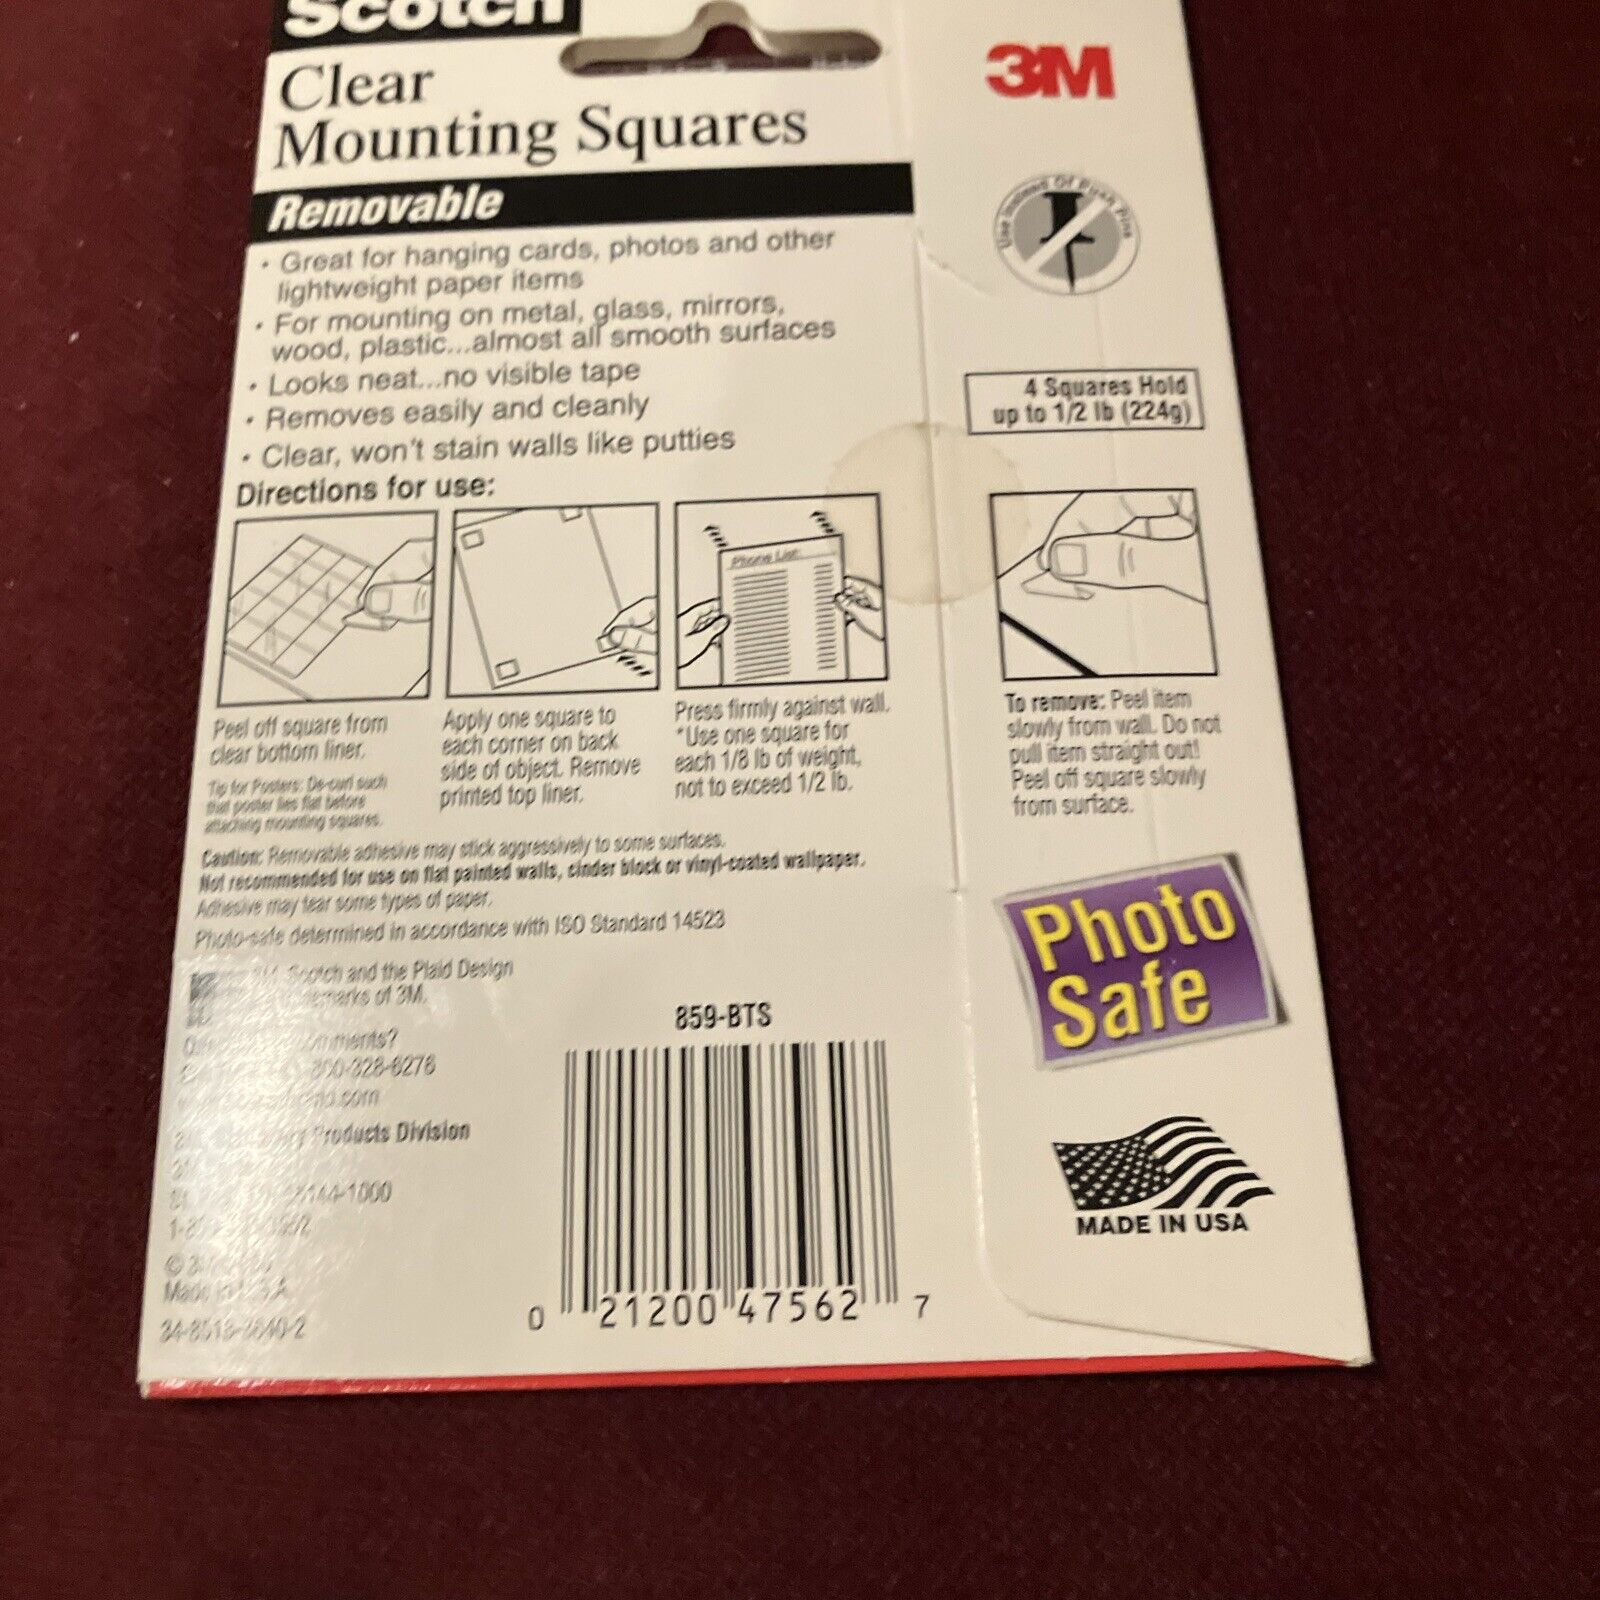 Scotch
Clear
Mounting Squares
Removable
• Great for hanging cards, photos and other
lightweight paper items
• For mounting on metal, glass, mirrors,
wood, plastic...almost all smooth surfaces
• Looks neat...no visible tape
• Removes easily and cleanly
• Clear, won't stain walls like putties
Directions for use:
Phone List:
Peel off square from
clear bottom liner.
Tip for Posters: De-curl such
that poster lies flat before
attaching mounting squares.
Apply one square to
each corner on back
side of object. Remove
printed top liner.
Press firmly against wall.
*Use one square for
each 1/8 lb of weight,
not to exceed 1/2 lb.
Caution: Removable adhesive may stick aggressively to some surfaces.
Not recommended for use on flat painted walls, cinder block or vinyl-coated wallpaper.
Adhesive may tear some types of paper.
Photo-safe determined in accordance with ISO Standard 14523
Scotch and the Plaid Design
of 3M.
Products Division
859-BTS
0 21200 47562 7
3M
Use Instead Of Push Pins
4 Squares Hold
up to 1/2 lb (224g)
To remove: Peel item
slowly from wall. Do not
pull item straight out!
Peel off square slowly
from surface.
Photo
Safe
MADE IN USA